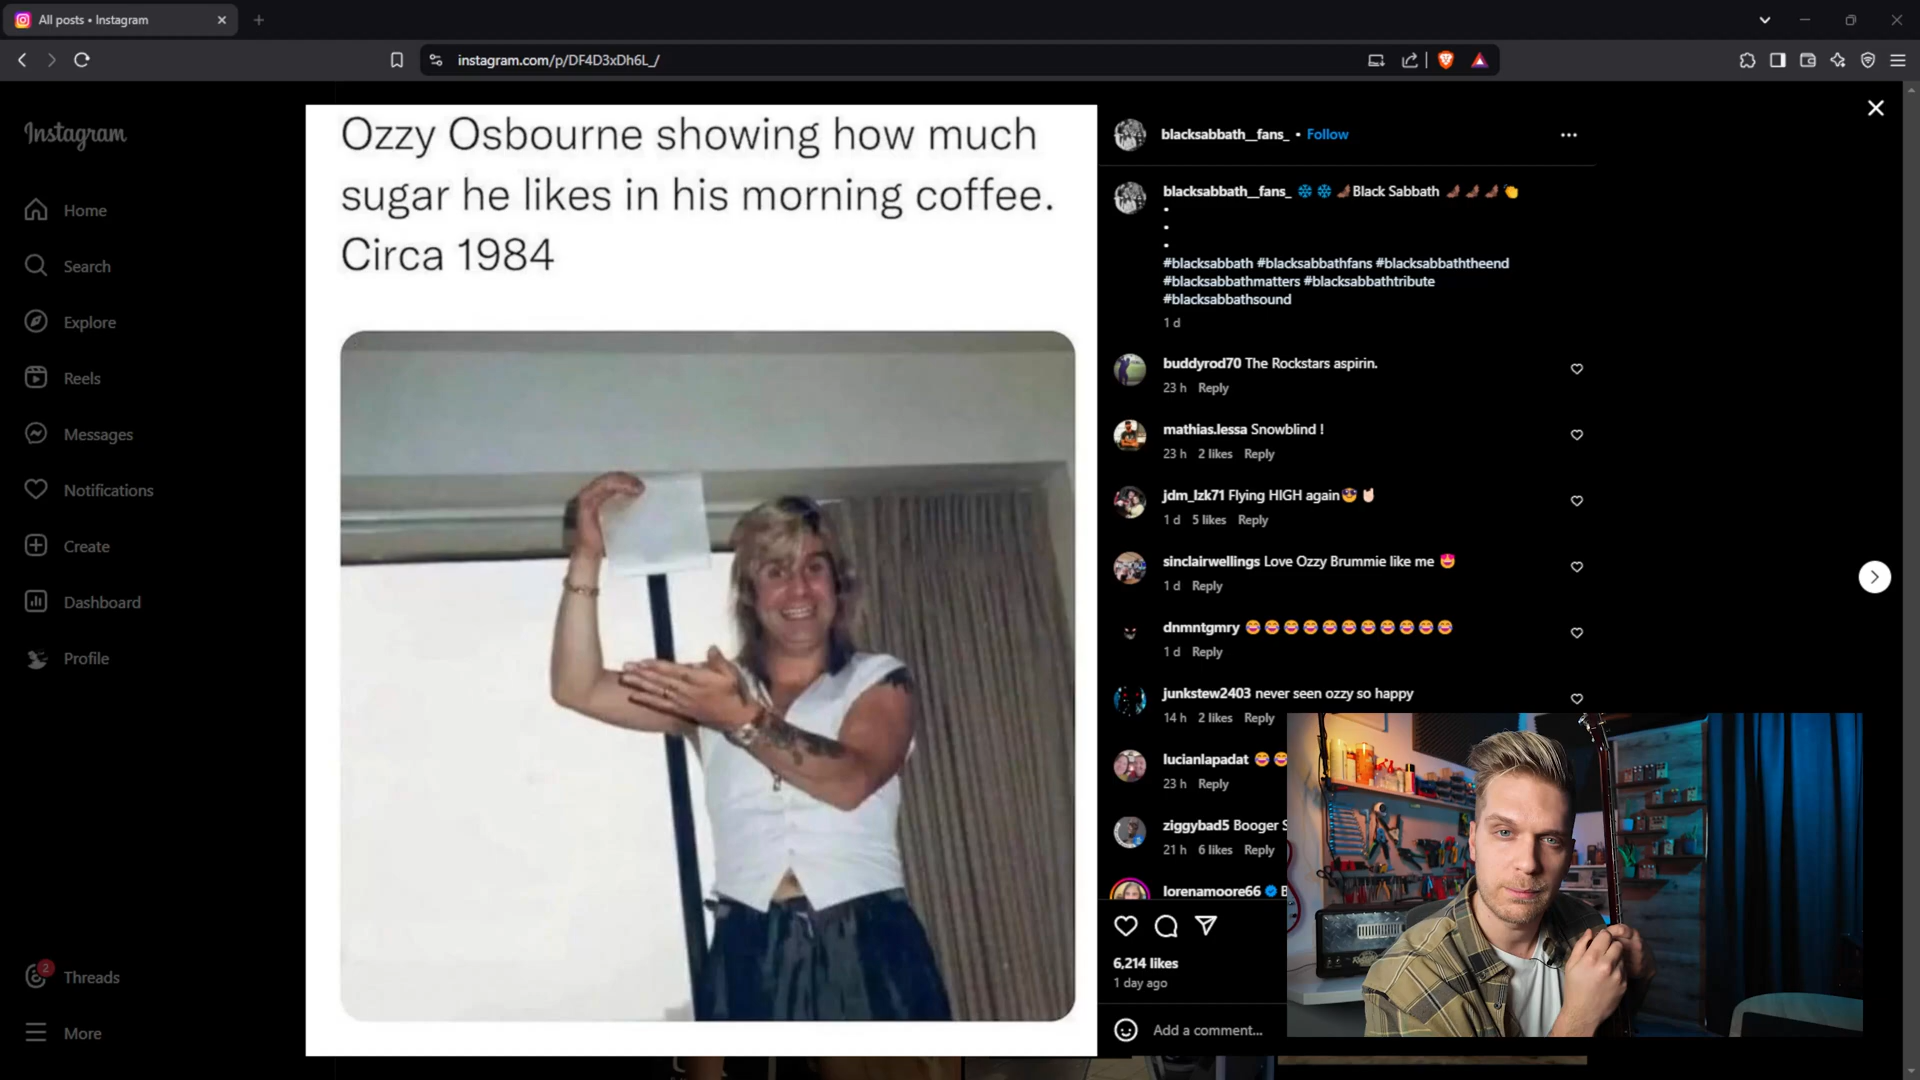 All posts • Instagram
instagram.com/p/DF4D3xDh6L_/
Instagram
Home
Search
Explore
Reels
Messages
Notifications
Create
Dashboard
Profile
2
Threads
More
Ozzy Osbourne showing how much
sugar he likes in his morning coffee.
Circa 1984
blacksabbath__fans_ • Follow
blacksabbath__fans_ ❄️❄️🦇Black Sabbath 🦇🦇🦇👏
•
•
•
#blacksabbath #blacksabbathfans #blacksabbaththeend
#blacksabbathmatters #blacksabbathtribute
#blacksabbathsound
1 d
buddyrod70 The Rockstars aspirin.
23 h Reply
mathias.lessa Snowblind !
23 h 2 likes Reply
jdm_lzk71 Flying HIGH again😎🤘🏻
1 d 5 likes Reply
sinclairwellings Love Ozzy Brummie like me 😍
1 d Reply
dnmntgmry 😂😂😂😂😂😂😂😂😂😂😂
1 d Reply
junkstew2403 never seen ozzy so happy
14 h 2 likes Reply
lucianlapadat 😂😂
23 h Reply
ziggybad5 Booger S
21 h 6 likes Reply
lorenamoore66 B
6,214 likes
1 day ago
Add a comment...